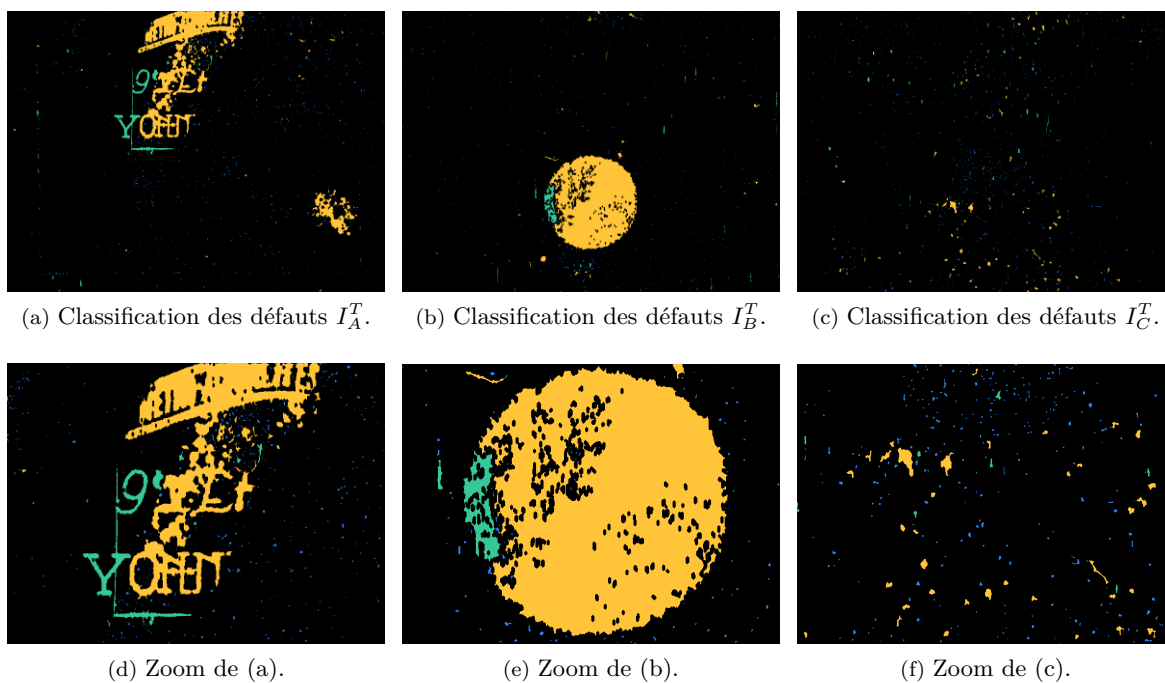 (a) Classification des défauts $I_A^T$.
(b) Classification des défauts $I_B^T$.
(c) Classification des défauts $I_C^T$.
(d) Zoom de (a).
(e) Zoom de (b).
(f) Zoom de (c).